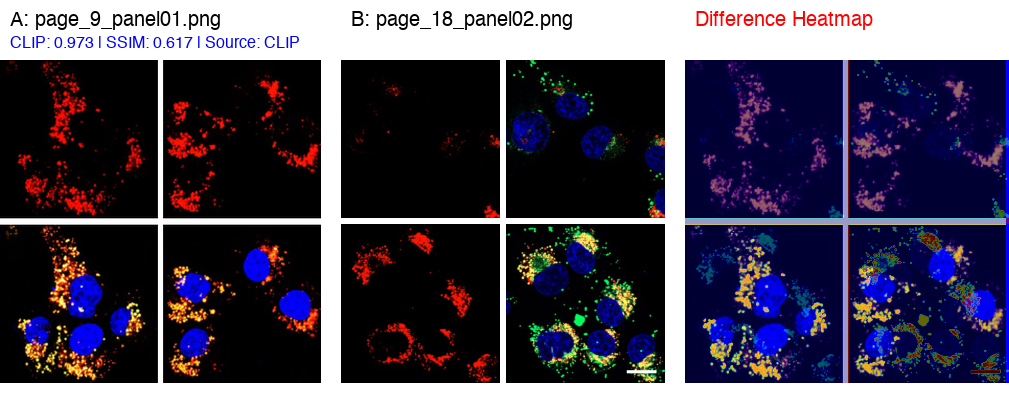 A: page_9_panel01.png
CLIP: 0.973 | SSIM: 0.617 | Source: CLIP
B: page_18_panel02.png
Difference Heatmap